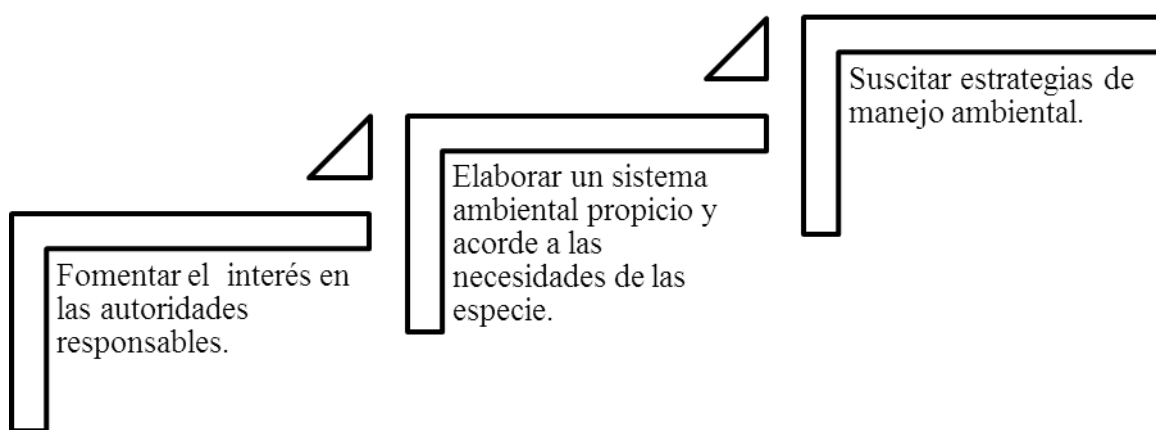 Fomentar el interés en
las autoridades
responsables.
Elaborar un sistema
ambiental propicio y
acorde a las
necesidades de las
especie.
Suscitar estrategias de
manejo ambiental.